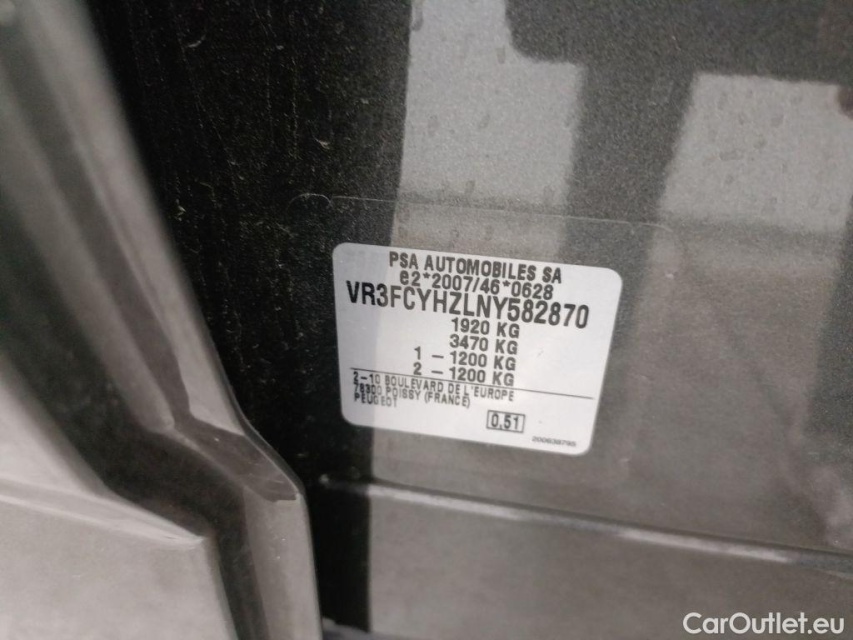 PSA AUTOMOBILES SA
e2*2007/46*0628
VR3FCYHZLNY582870
1920 KG
3470 KG
1 - 1200 KG
2 - 1200 KG
2-10 BOULEVARD DE L'EUROPE
78300 POISSY (FRANCE)
PEUGEOT
0.51
CarOutlet.eu